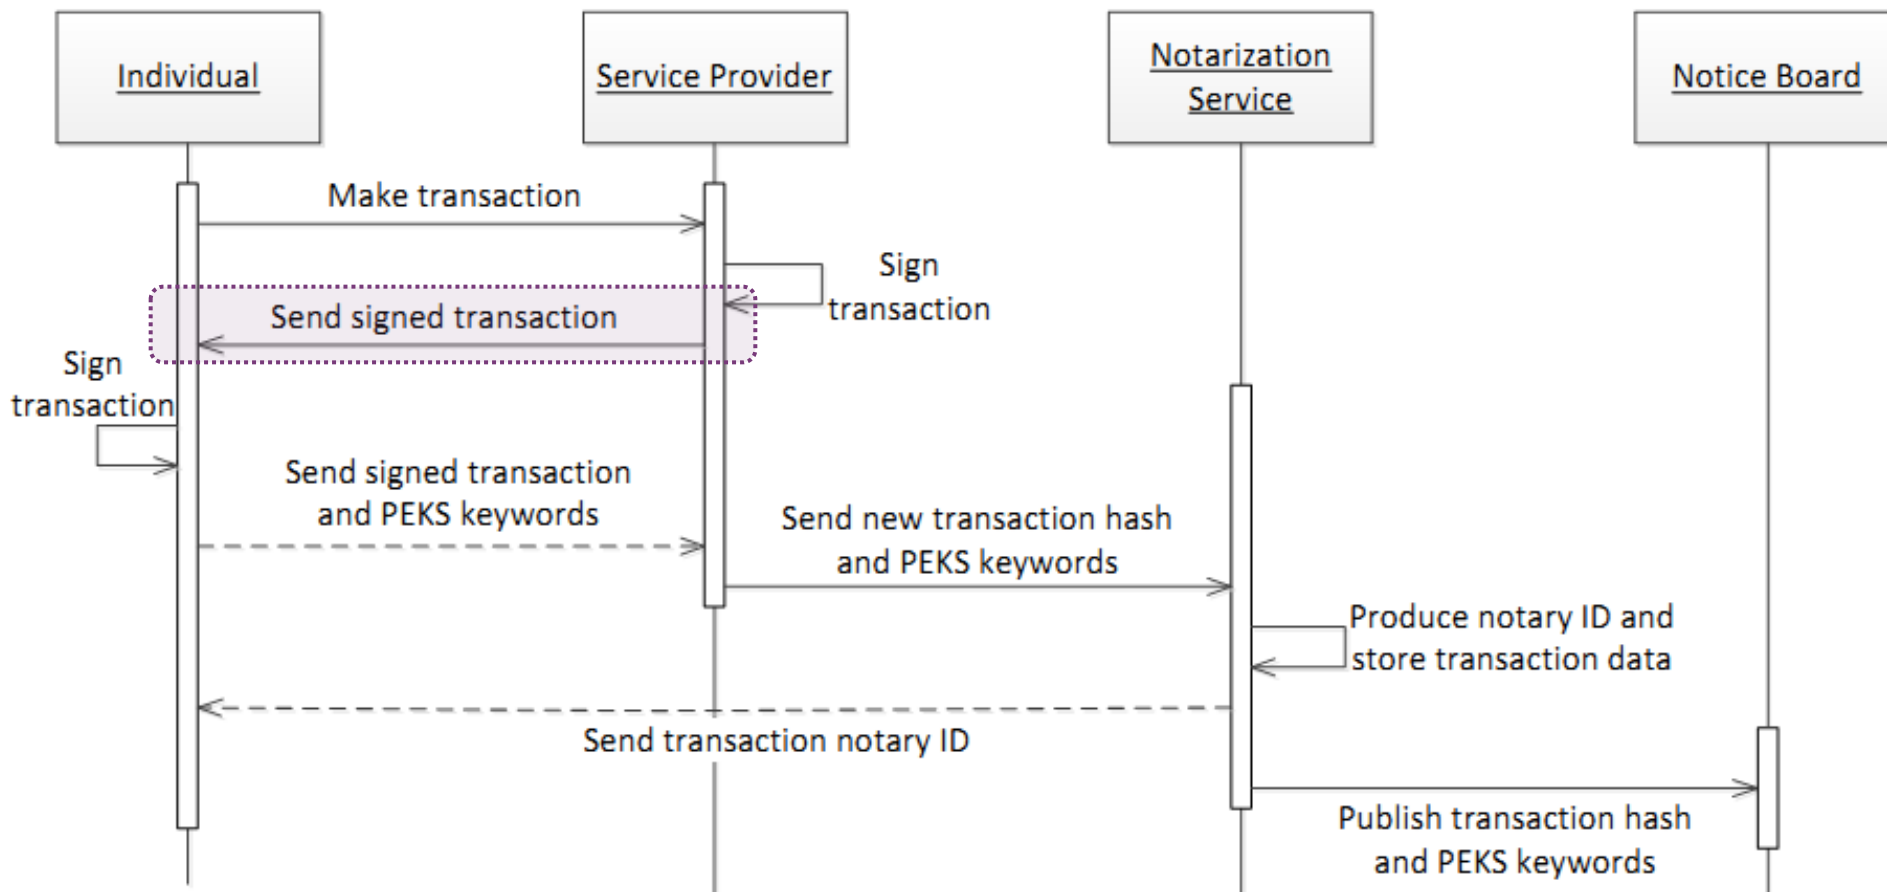 Individual
Service Provider
Notarization
Service
Notice Board
Make transaction
Sign
transaction
Send signed transaction
Sign
transaction
Send signed transaction
and PEKS keywords
Send new transaction hash
and PEKS keywords
Produce notary ID and
store transaction data
Send transaction notary ID
Publish transaction hash
and PEKS keywords